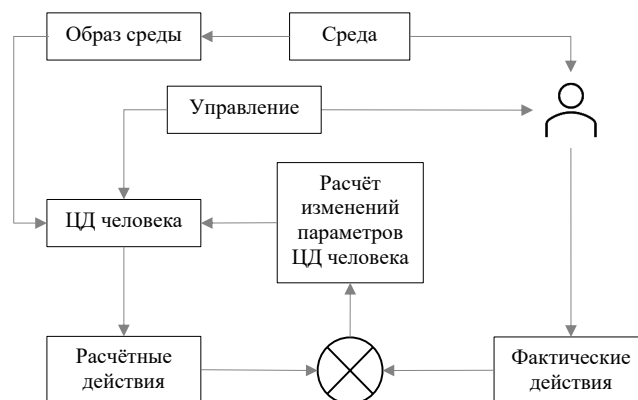 Образ среды
Среда
Управление
Расчёт
изменений
параметров
ЦД человека
ЦД человека
Расчётные
действия
Фактические
действия